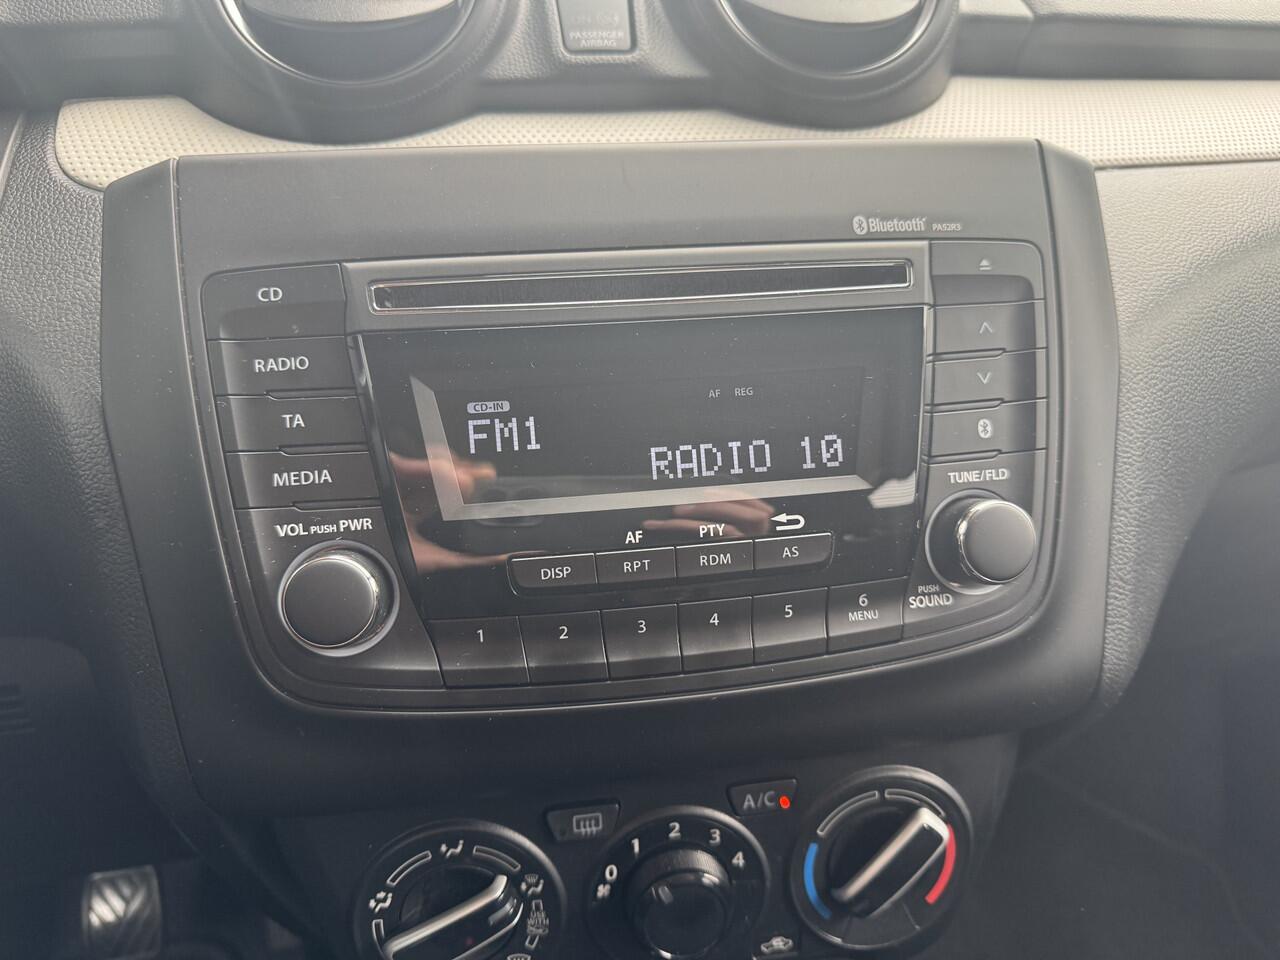 PASSENGER
AIRBAG
Bluetooth PA52R3
CD
RADIO
TA
MEDIA
VOL PUSH PWR
CD-IN
AF REG
FM1
RADIO 10
TUNE/FLD
AF
PTY
DISP
RPT
RDM
AS
1
2
3
4
5
6
MENU
PUSH
SOUND
A/C
0
1
2
3
4
USE
WITH